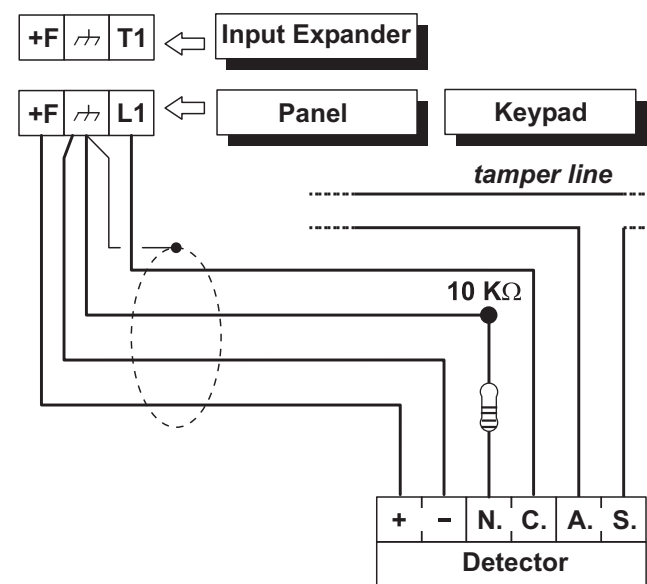 +F T1 Input Expander
+F L1 Panel Keypad
tamper line
10 KΩ
+ – N. C. A. S.
Detector